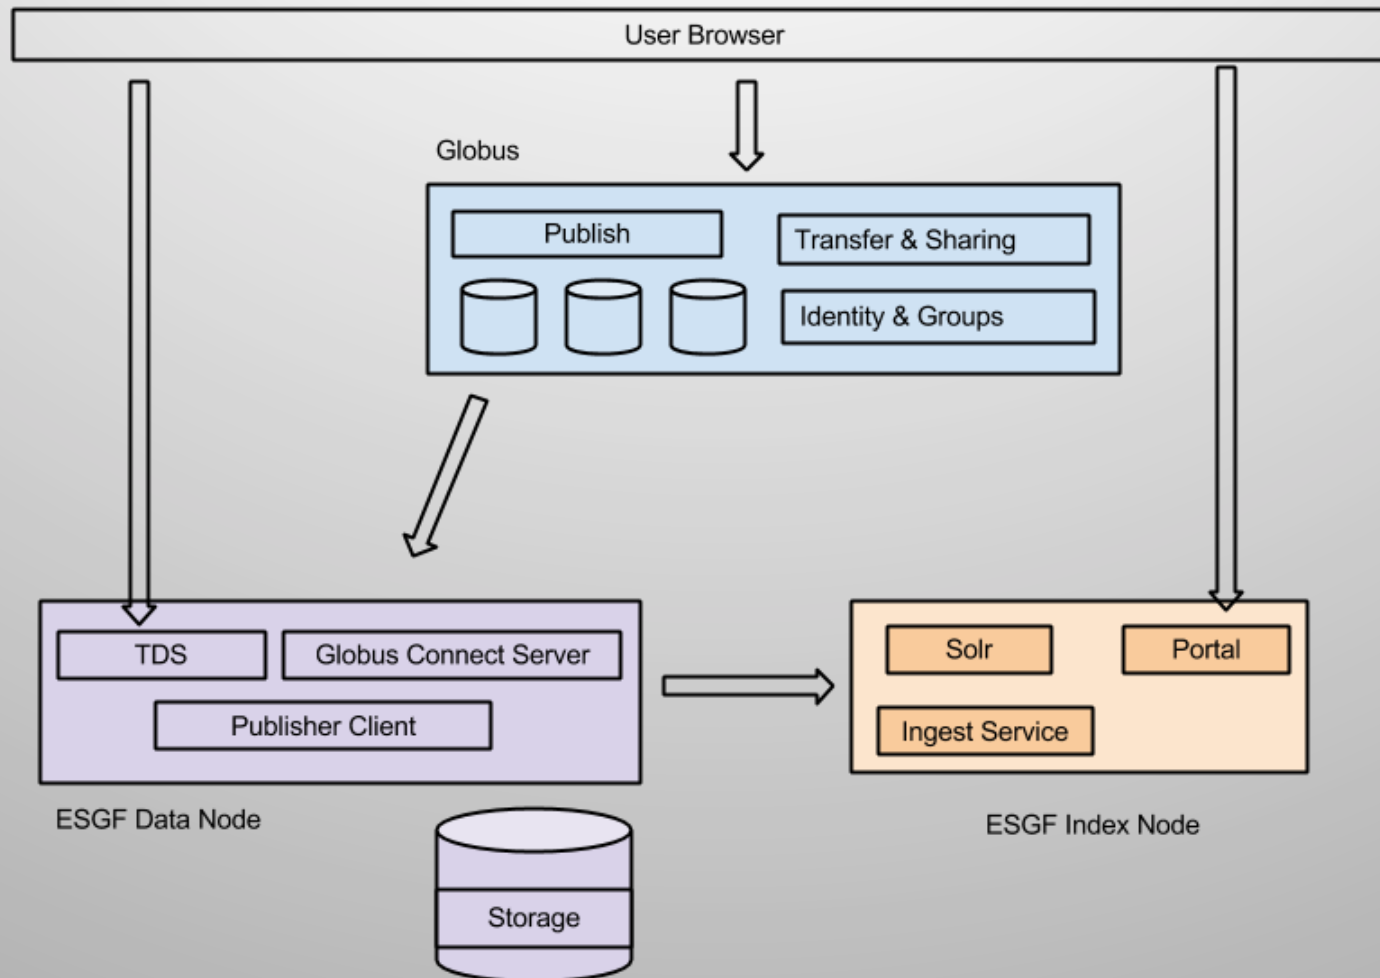 User Browser
Globus
Publish
Transfer & Sharing
Identity & Groups
TDS
Globus Connect Server
Publisher Client
ESGF Data Node
Storage
Solr
Portal
Ingest Service
ESGF Index Node